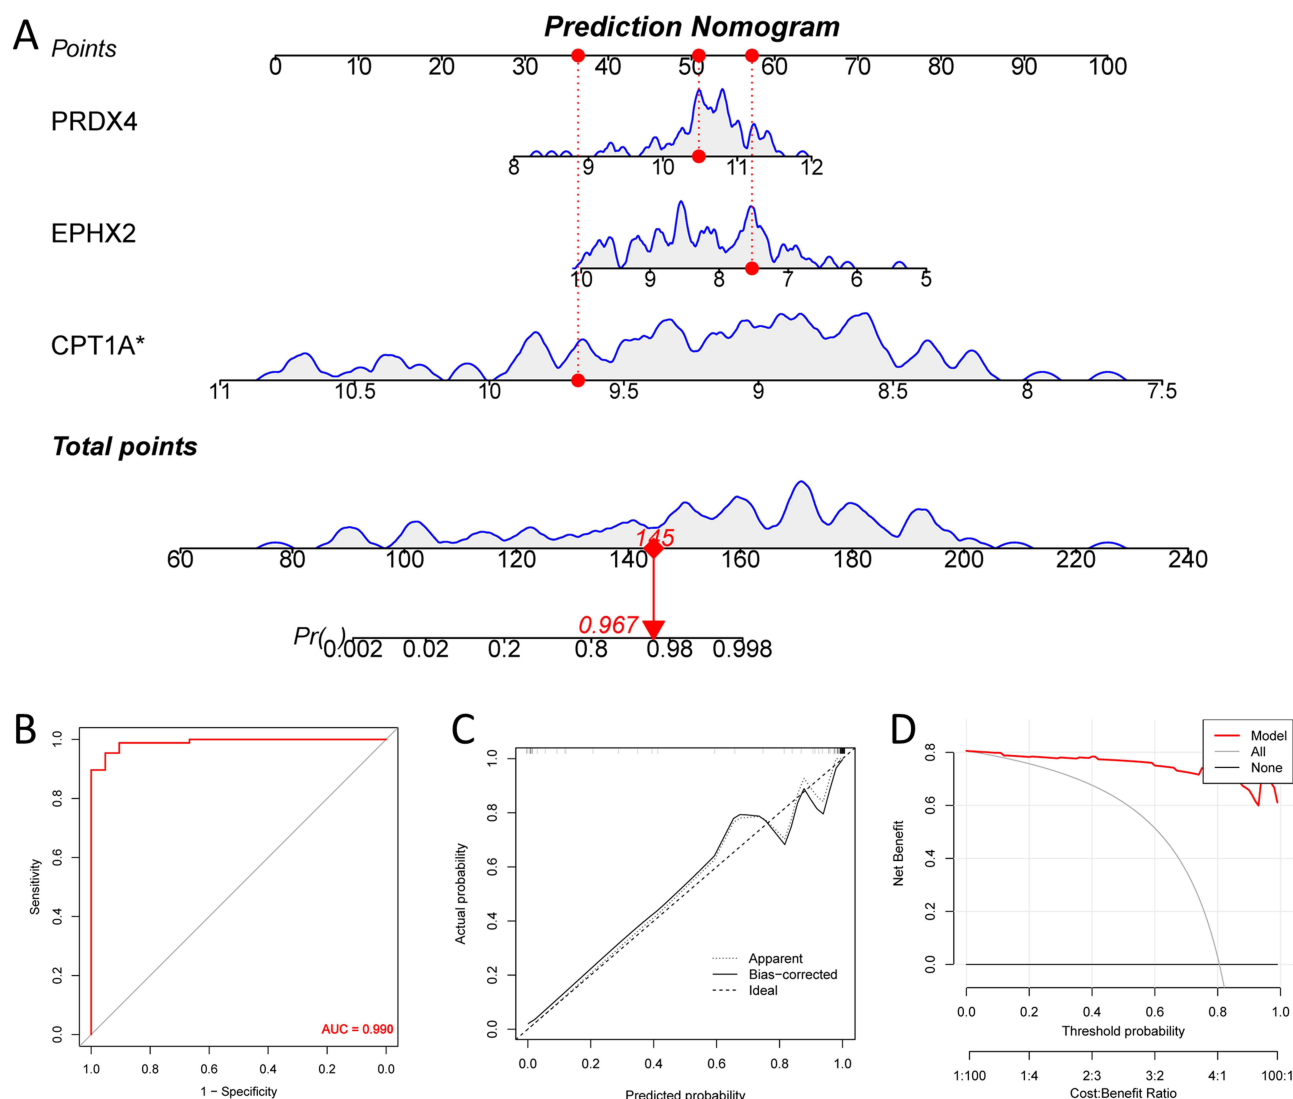 A
Prediction Nomogram
Points
0 10 20 30 40 50 60 70 80 90 100
PRDX4
8 9 10 11 12
EPHX2
10 9 8 7 6 5
CPT1A*
11 10.5 10 9.5 9 8.5 8 7.5
Total points
145
60 80 100 120 140 160 180 200 220 240
0.967
Pr( )
0.002 0.02 0.2 0.8 0.98 0.998
B
Sensitivity
1.0
0.8
0.6
0.4
0.2
0.0
AUC = 0.990
1.0 0.8 0.6 0.4 0.2 0.0
1 − Specificity
C
Actual probability
1.0
0.8
0.6
0.4
0.2
0.0
Apparent
Bias−corrected
Ideal
0.0 0.2 0.4 0.6 0.8 1.0
Predicted probability
D
Net Benefit
0.8
0.6
0.4
0.2
0.0
Model
All
None
0.0 0.2 0.4 0.6 0.8 1.0
Threshold probability
1:100 1:4 2:3 3:2 4:1 100:1
Cost:Benefit Ratio